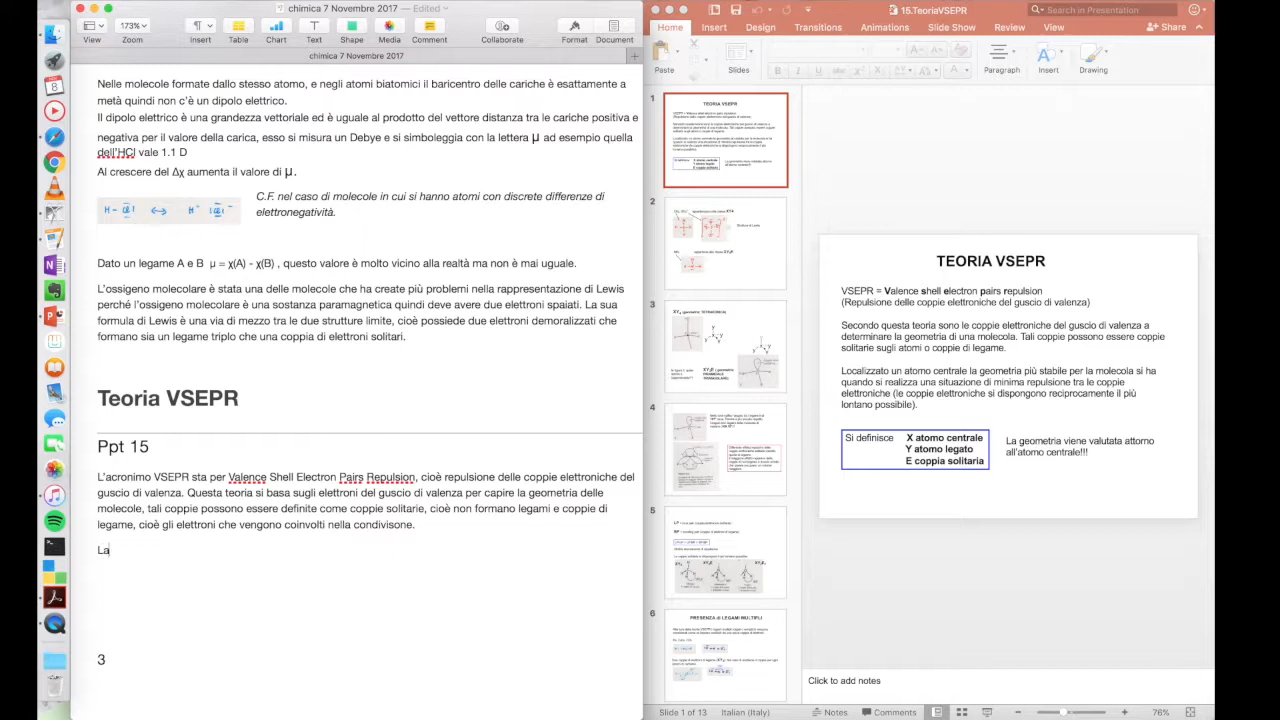 chimica 7 Novembre 2017 — Edited
View Zoom Insert Table Chart Text Shape Media Comment Collaborate Format Document
173%
chimica 7 Novembre 2017
Nelle molecole formate dallo stesso atomo, e negli atomi biatomici il baricentro delle cariche è esattamente a
metà quindi non c'è un dipolo elettrico.
Il dipolo elettrico è una grandezza vettoriale ed è uguale al prodotto della distanza tra le cariche positiva e
negativa per il valore della carica. Si misura in un Debye e si indica leggera lettera μ ad esempio quella
dell'HCl è 1.1 D
C.F. nel caso di molecole in cui si hanno atomi con discrete differenze di
elettronegatività.
Dato un legame A e B μ = χ(A) - χ(B), questo valore è molto vicino alla realtà ma non è mai uguale.
L'ossigeno molecolare è stata una delle molecole che ha creato più problemi nella rappresentazione di Lewis
perché l'ossigeno molecolare è una sostanza paramagnetica quindi deve avere due elettroni spaiati. La sua
formula di Lewis è una via di mezzo tra le due strutture limite, cioè possiede due elettroni denoralizzati che
formano sia un legame triplo che una coppia di elettroni solitari.
Teoria VSEPR
Ppt 15
L'acronimo VSEPR sta per Valence Shell electron Pairs Repulsion, cioè repulsione delle coppie elettroniche del
guscio di valenza. Questa teoria si basa sugli elettroni del guscio di valenza per capire la geometria delle
molecole, tali coppie possono essere definite come coppie solitarie, cioè non formano legami e coppie di
legame, cioè gli elettroni che vengono coinvolti nella condivisone.
La
3
15.TeoriaVSEPR
Search in Presentation
Home Insert Design Transitions Animations Slide Show Review View
Share
Paste Slides Paragraph Insert Drawing
1
TEORIA VSEPR
2
3
4
5
6
PRESENZA di LEGAMI MULTIPLI
TEORIA VSEPR
VSEPR = Valence shell electron pairs repulsion
(Repulsione delle coppie elettroniche del guscio di valenza)
Secondo questa teoria sono le coppie elettroniche del guscio di valenza a
determinare la geometria di una molecola. Tali coppie possono essere coppie
solitarie sugli atomi o coppie di legame.
Localizzato un atomo centrale la geometria più stabile per la molecola si ha
quando si realizza una situazione di minima repulsione tra le coppie
elettroniche (le coppie elettroniche si dispongono reciprocamente il più
lontano possibile).
Si definisce X atomo centrale
Y atomo legato
E coppia solitaria
La geometria viene valutata attorno
all'atomo centrale!!!
Click to add notes
Slide 1 of 13 Italian (Italy) Notes Comments 76%